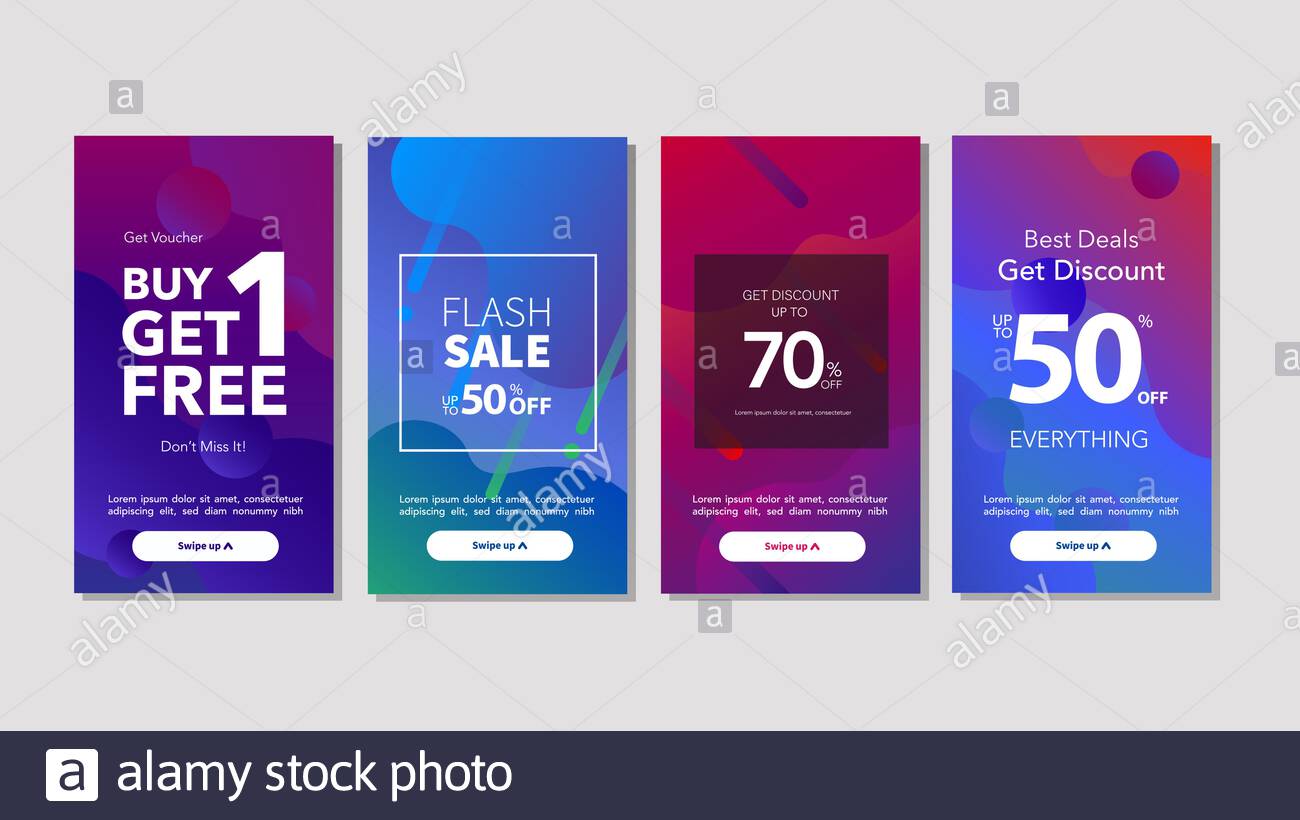 Get Voucher
BUY 1
GET
FREE
Don't Miss It!
Lorem ipsum dolor sit amet, consectetuer
adipiscing elit, sed diam nonummy nibh
Swipe up
FLASH
SALE
UP TO 50% OFF
Lorem ipsum dolor sit amet, consectetuer
adipiscing elit, sed diam nonummy nibh
Swipe up
GET DISCOUNT
UP TO
70% OFF
Lorem ipsum dolor sit amet, consectetuer
Lorem ipsum dolor sit amet, consectetuer
adipiscing elit, sed diam nonummy nibh
Swipe up
Best Deals
Get Discount
UP TO 50% OFF
EVERYTHING
Lorem ipsum dolor sit amet, consectetuer
adipiscing elit, sed diam nonummy nibh
Swipe up
a alamy stock photo
a
alamy
a
a
alamy
a
a
a
a
a
a
a
a
alamy
a
a
a
alamy
a
a
alamy
a